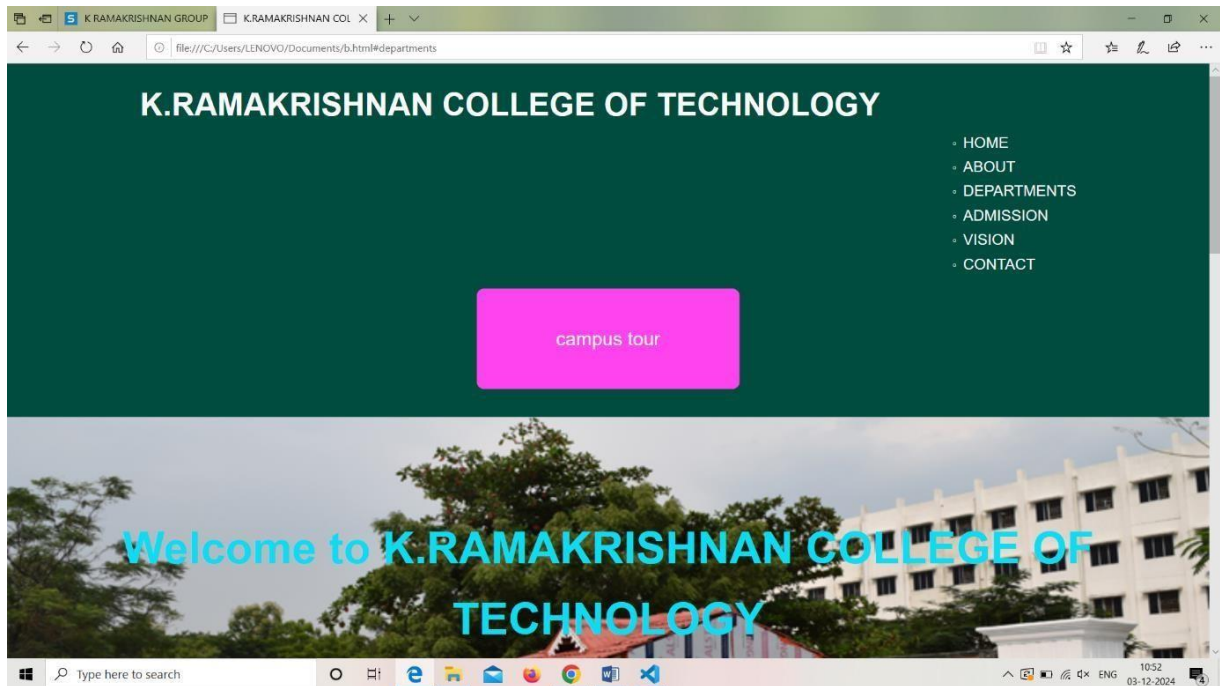 K RAMAKRISHNAN GROUP
K.RAMAKRISHNAN COL
file:///C:/Users/LENOVO/Documents/b.html#departments
K.RAMAKRISHNAN COLLEGE OF TECHNOLOGY
HOME
ABOUT
DEPARTMENTS
ADMISSION
VISION
CONTACT
campus tour
Welcome to K.RAMAKRISHNAN COLLEGE OF
TECHNOLOGY
Type here to search
ENG
10:52
03-12-2024
4